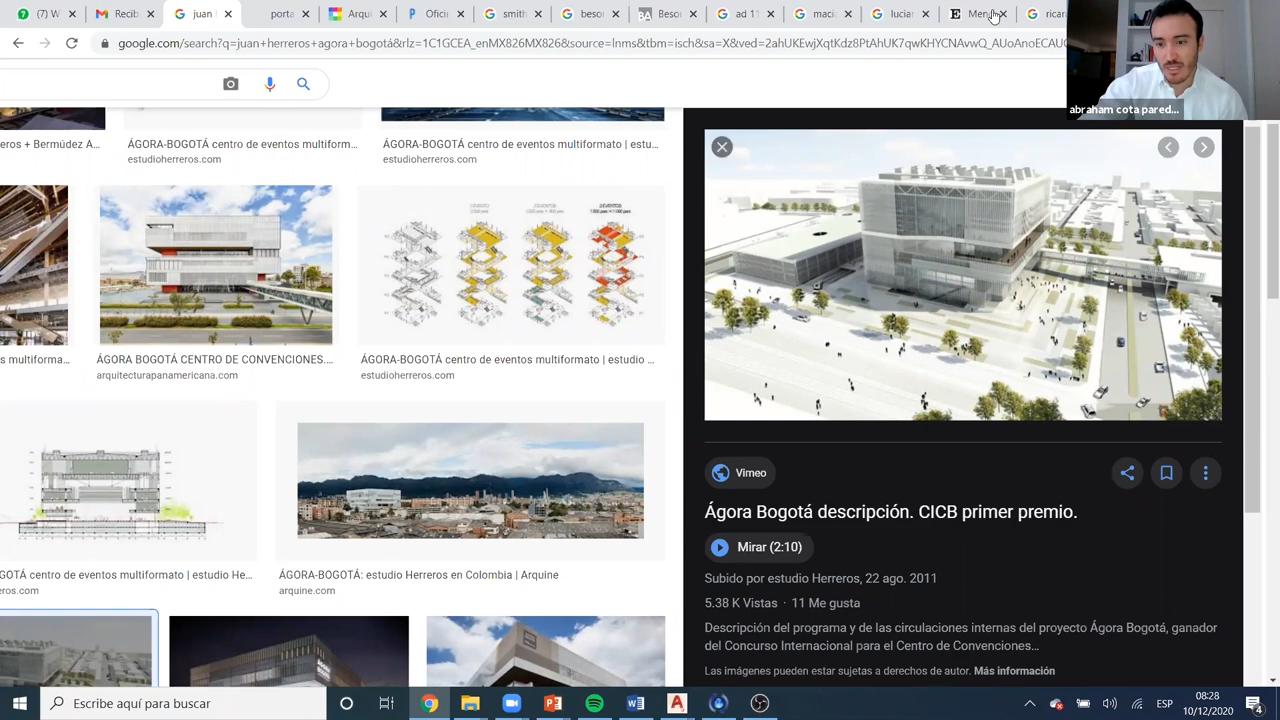 (7) W
Recib
juan
porta
Arq
Ofici
smith
beso
BA
Beso
ad 11
maci
lucia
E
Men
rica
google.com/search?q=juan+herreros+agora+bogotá&rlz=1C1GCEA_enMX826MX826&source=lnms&tbm=isch&sa=X&ved=2ahUKEwjXqtKdz8PtAhUK7qwKHYCNAvwQ_AUoAnoECAUQ
abraham cota pared...
eros + Bermúdez A...
ÁGORA-BOGOTÁ centro de eventos multiform...
estudioherreros.com
ÁGORA-BOGOTÁ centro de eventos multiformato | estu...
estudioherreros.com
s multiforma...
ÁGORA BOGOTÁ CENTRO DE CONVENCIONES....
arquitecturapanamericana.com
ÁGORA-BOGOTÁ centro de eventos multiformato | estudio ...
estudioherreros.com
GOTÁ centro de eventos multiformato | estudio He...
eros.com
ÁGORA-BOGOTÁ: estudio Herreros en Colombia | Arquine
arquine.com
Vimeo
Ágora Bogotá descripción. CICB primer premio.
Mirar (2:10)
Subido por estudio Herreros, 22 ago. 2011
5.38 K Vistas · 11 Me gusta
Descripción del programa y de las circulaciones internas del proyecto Ágora Bogotá, ganador
del Concurso Internacional para el Centro de Convenciones...
Las imágenes pueden estar sujetas a derechos de autor. Más información
Escribe aquí para buscar
ESP
08:28
10/12/2020
4